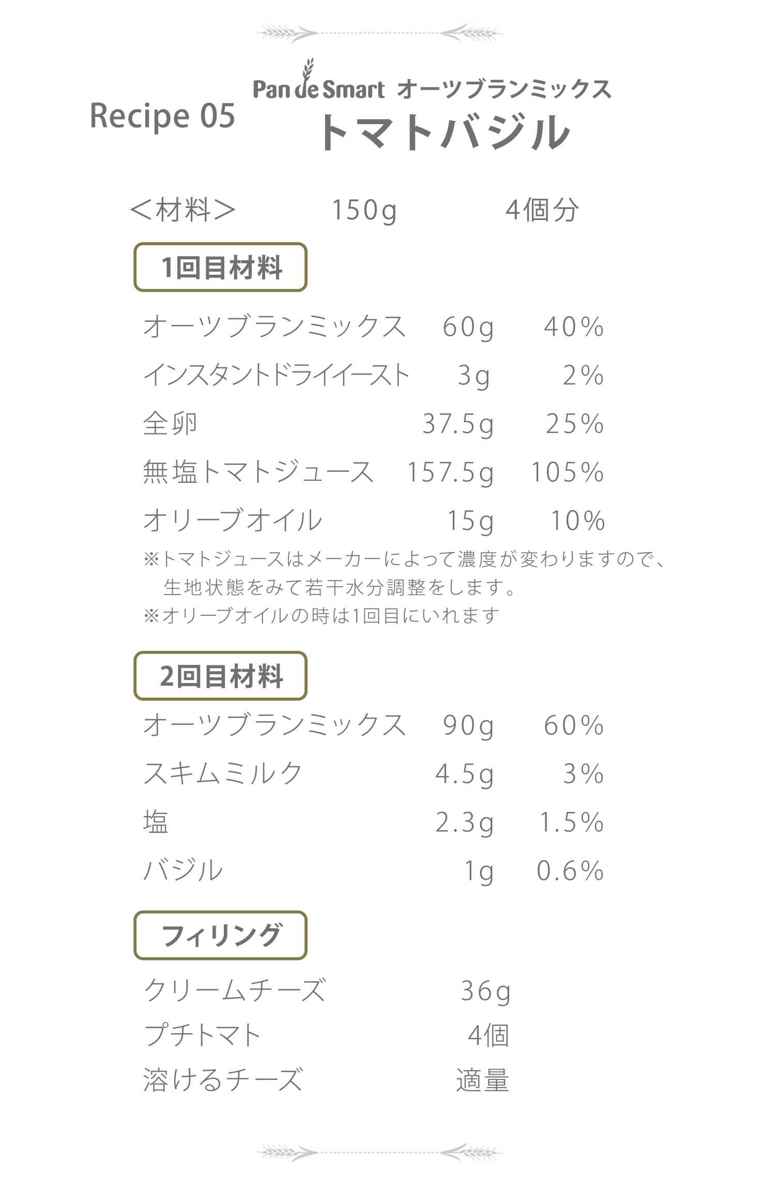 Pan de Smart オーツブランミックス
Recipe 05
トマトバジル
＜材料＞ 150g 4個分
1回目材料
オーツブランミックス 60g 40%
インスタントドライイースト 3g 2%
全卵 37.5g 25%
無塩トマトジュース 157.5g 105%
オリーブオイル 15g 10%
※トマトジュースはメーカーによって濃度が変わりますので、
生地状態をみて若干水分調整をします。
※オリーブオイルの時は1回目にいれます
2回目材料
オーツブランミックス 90g 60%
スキムミルク 4.5g 3%
塩 2.3g 1.5%
バジル 1g 0.6%
フィリング
クリームチーズ 36g
プチトマト 4個
溶けるチーズ 適量